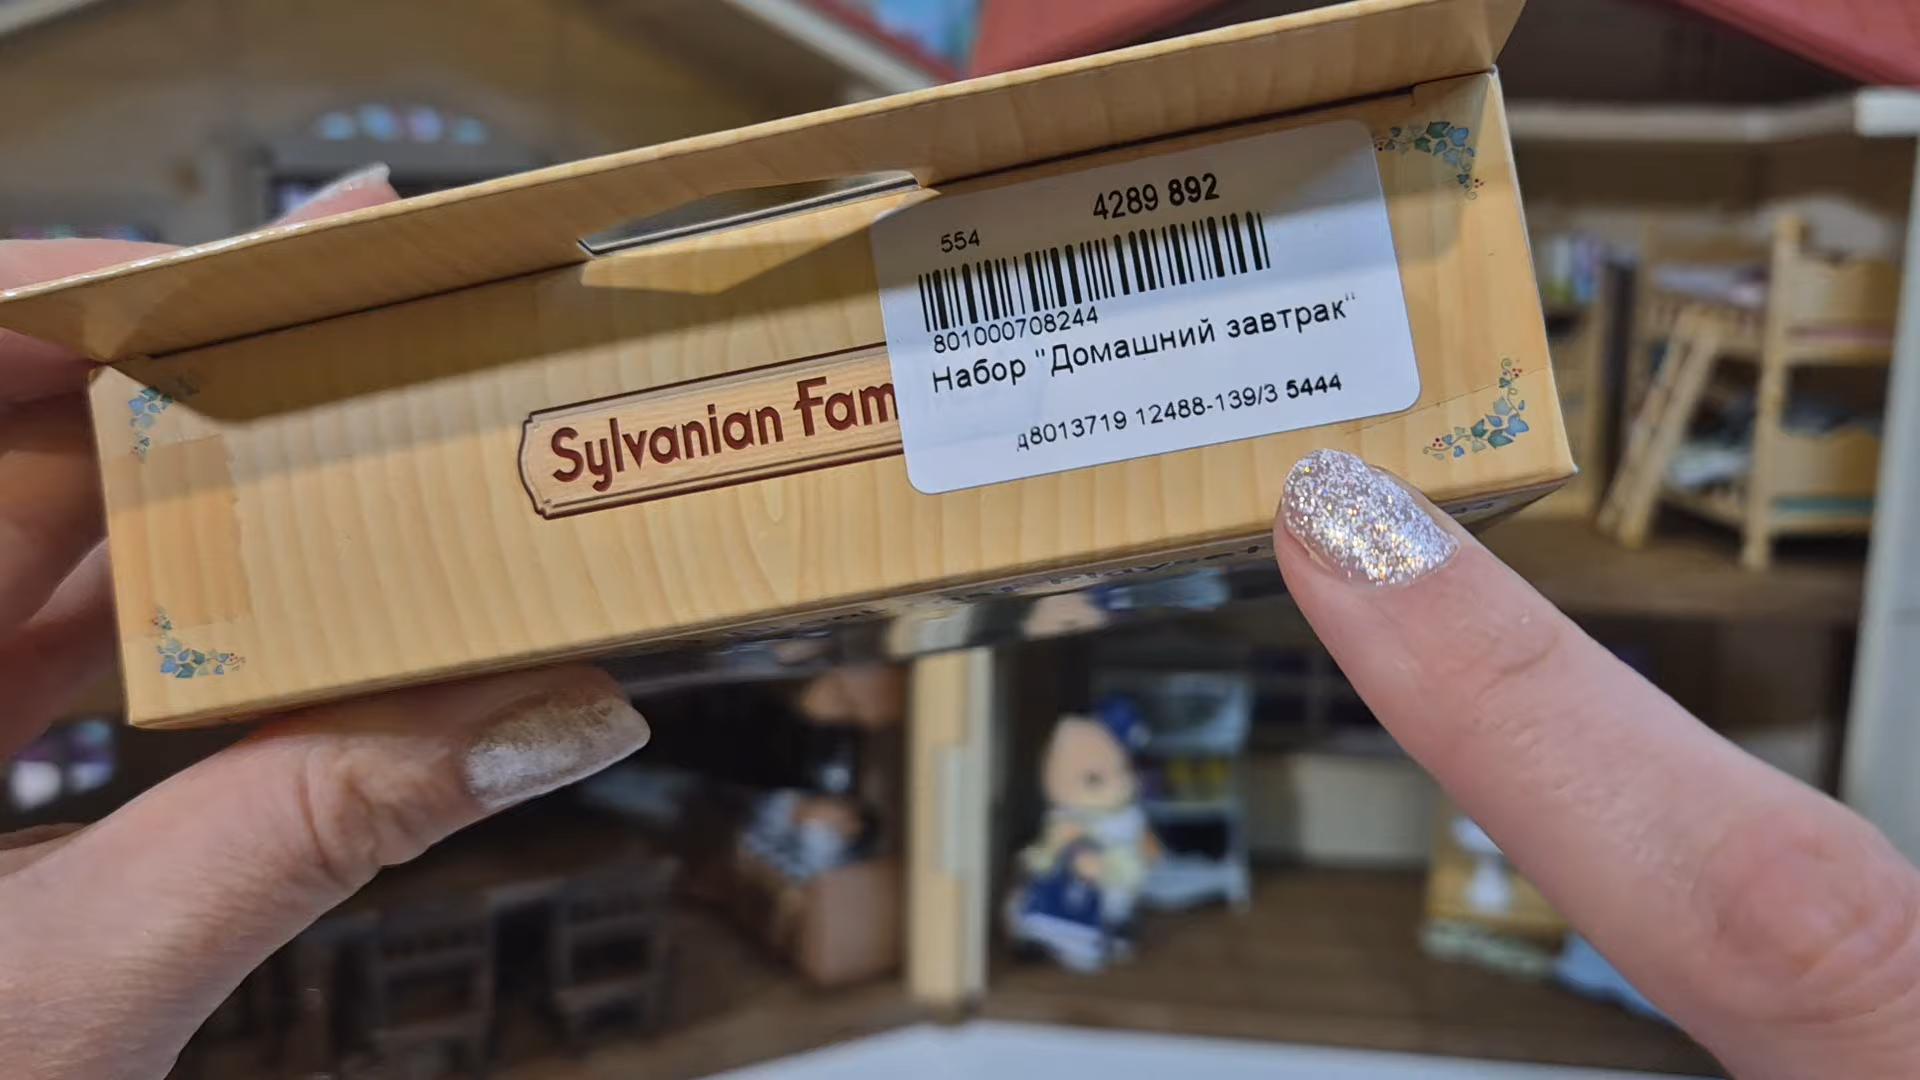 4289 892
554
801000708244
Набор "Домашний завтрак"
д8013719 12488-139/3 5444
Sylvanian Fam